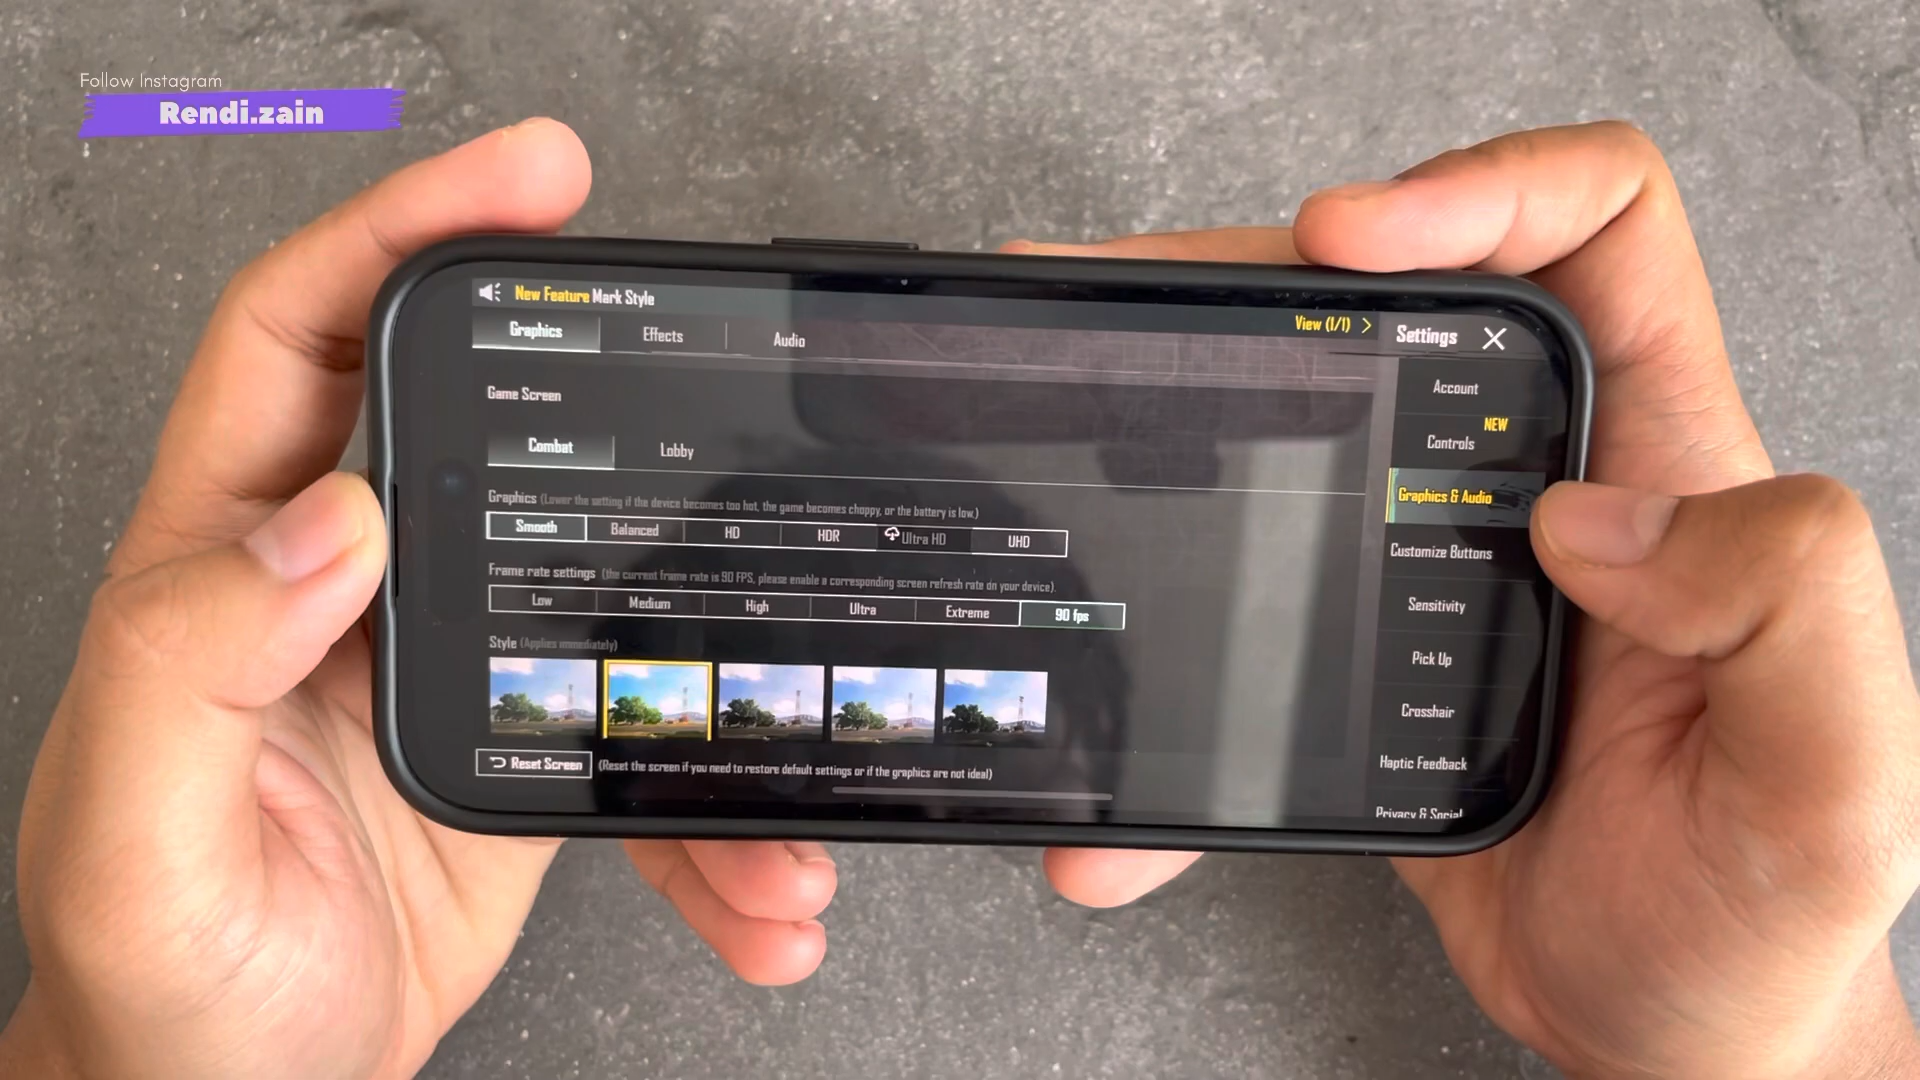 Follow Instagram
Rendi.zain
New Feature Mark Style
View (1/1)
Settings
Graphics Effects Audio
Game Screen
Combat Lobby
Graphics (Lower the setting if the device becomes too hot, the game becomes choppy, or the battery is low.)
Smooth Balanced HD HDR Ultra HD UHD
Frame rate settings (the current frame rate is 90 FPS, please enable a corresponding screen refresh rate on your device).
Low Medium High Ultra Extreme 90 fps
Style (Applies immediately)
Reset Screen (Reset the screen if you need to restore default settings or if the graphics are not ideal)
Account
NEW
Controls
Graphics & Audio
Customize Buttons
Sensitivity
Pick Up
Crosshair
Haptic Feedback
Privacy & Social